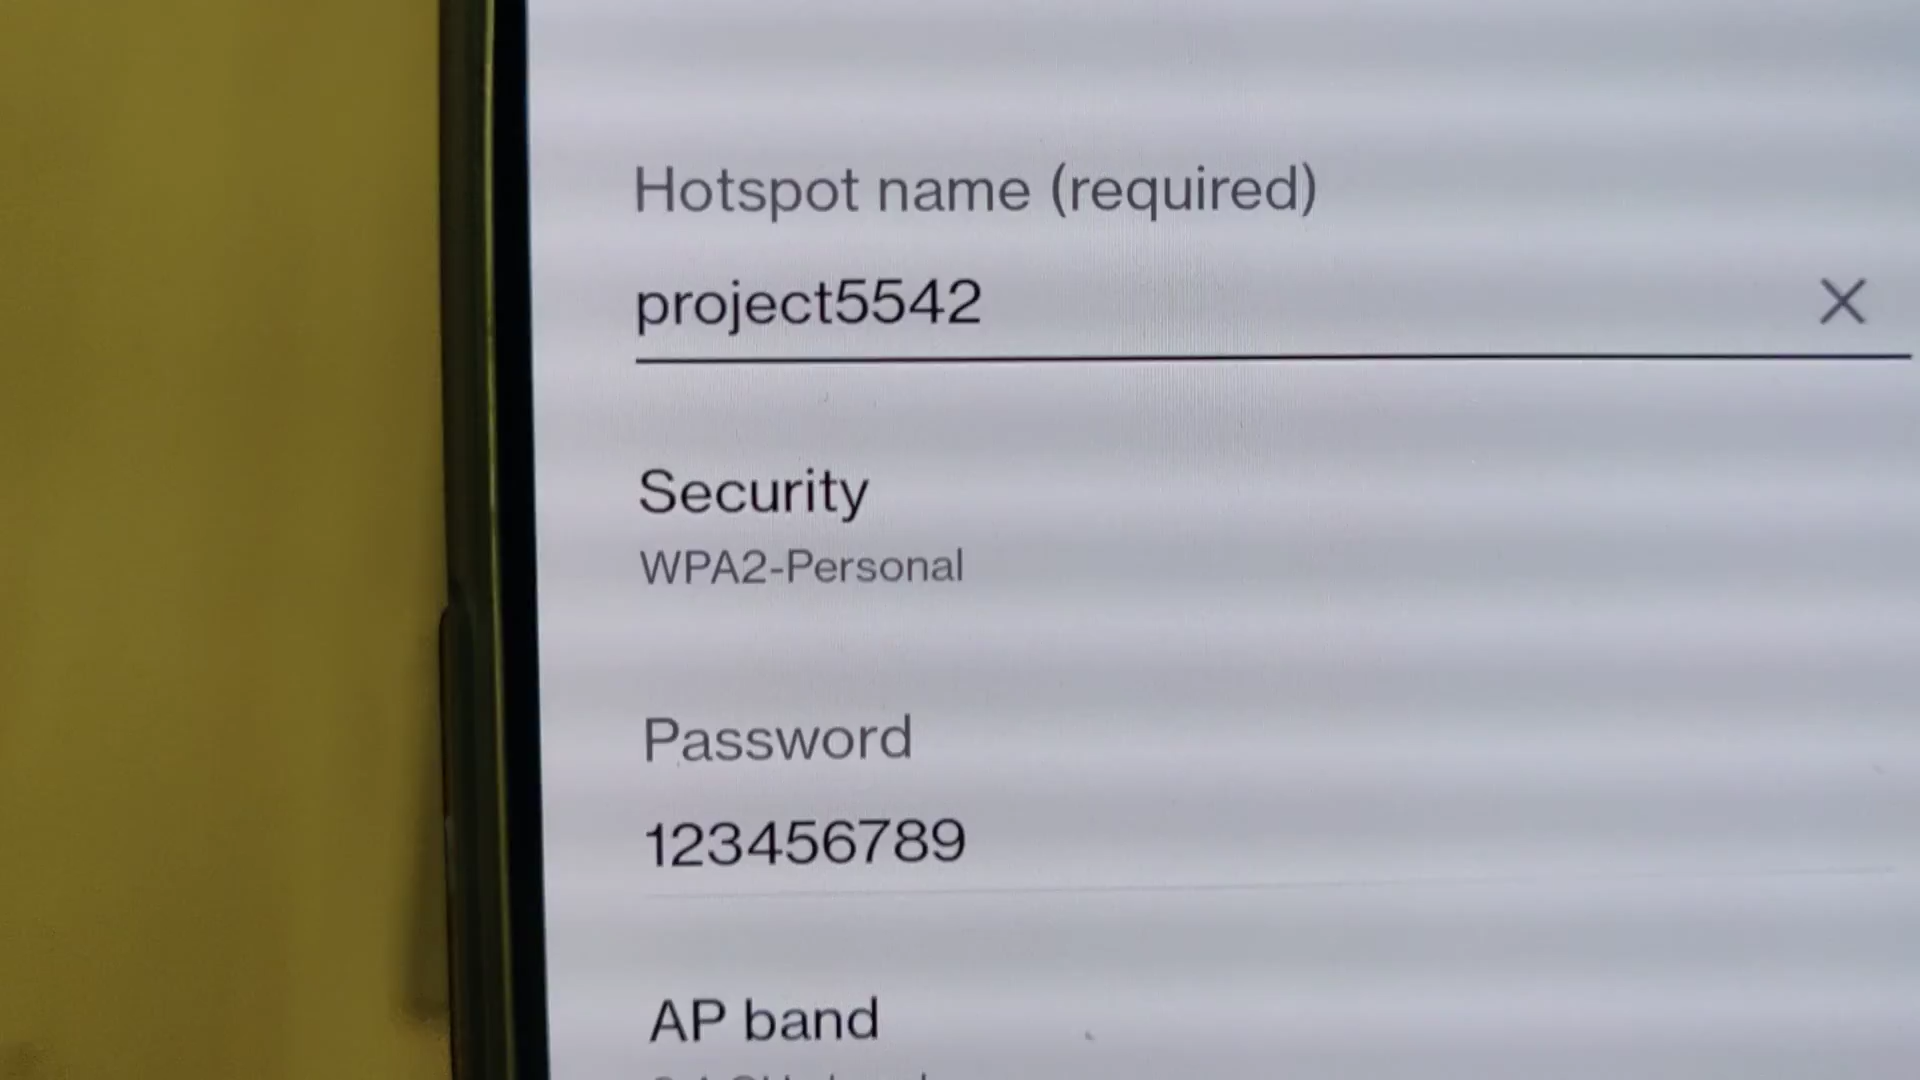 Hotspot name (required)
project5542
Security
WPA2-Personal
Password
123456789
AP band